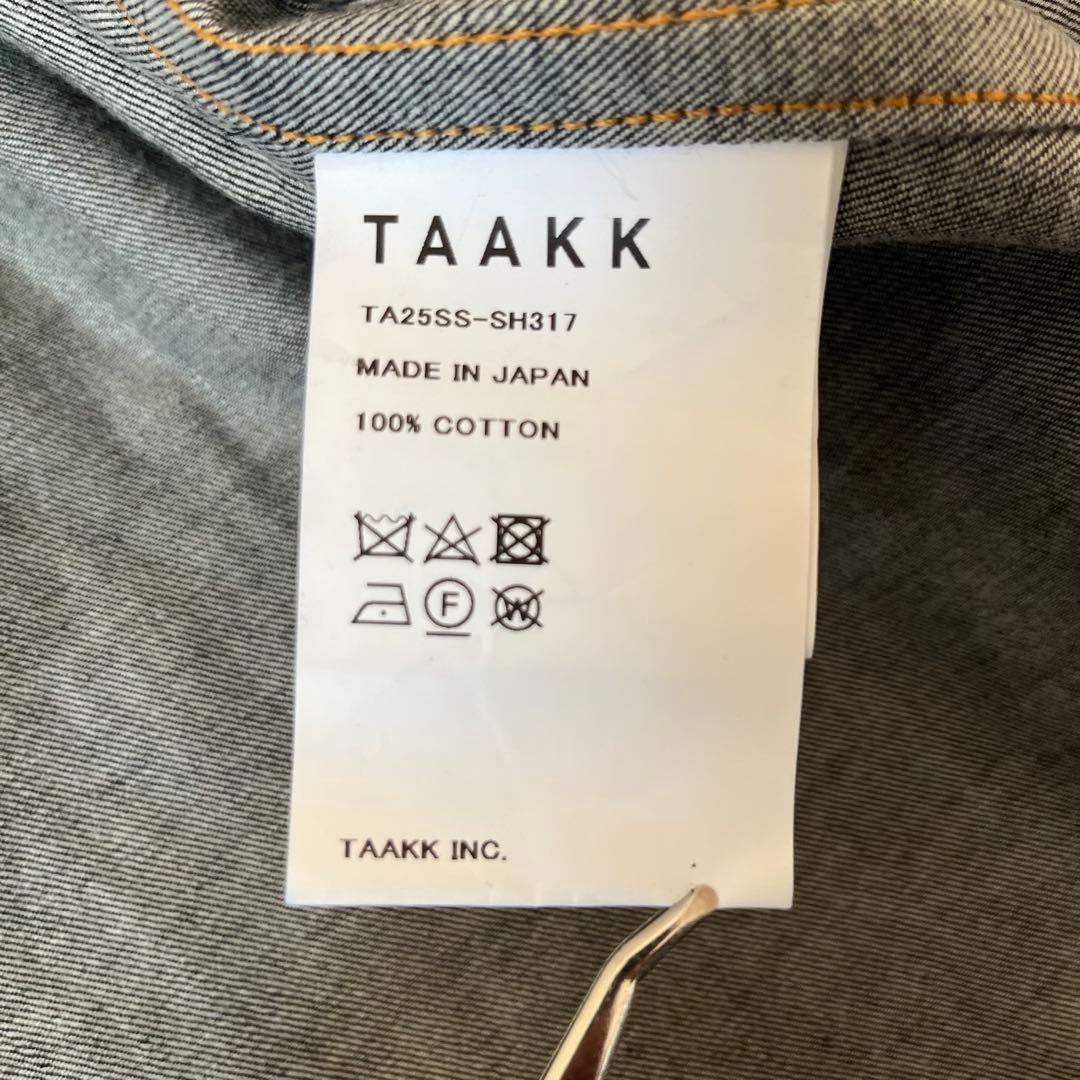 TAAKK
TA25SS-SH317
MADE IN JAPAN
100% COTTON
F W
TAAKK INC.